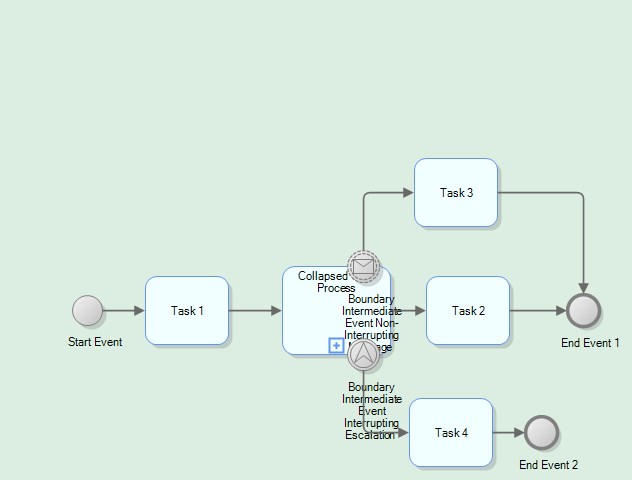 Task 3
Collapsed
Process
Boundary
Intermediate
Event Non-
Interrupting
Task 1
Task 2
Start Event
End Event 1
Boundary
Intermediate
Event
Interrupting
Escalation
Task 4
End Event 2